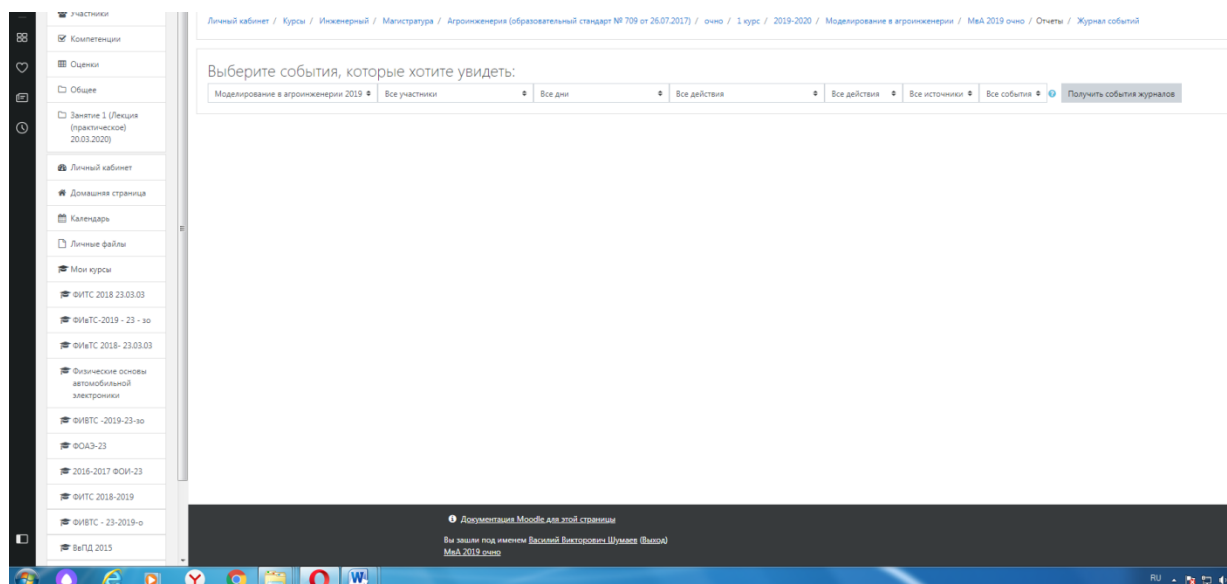 Участники
Компетенции
Оценки
Общее
Занятие 1 (Лекция
(практическое)
20.03.2020)
Личный кабинет
Домашняя страница
Календарь
Личные файлы
Мои курсы
ФИТС 2018 23.03.03
ФИвТС-2019 - 23 - зо
ФИвТС 2018- 23.03.03
Физические основы
автомобильной
электроники
ФИВТС -2019-23-зо
ФОАЭ-23
2016-2017 ФОИ-23
ФИТС 2018-2019
ФИВТС - 23-2019-о
ВвПД 2015
Личный кабинет / Курсы / Инженерный / Магистратура / Агроинженерия (образовательный стандарт № 709 от 26.07.2017) / очно / 1 курс / 2019-2020 / Моделирование в агроинженерии / МвА 2019 очно / Отчеты / Журнал событий
Выберите события, которые хотите увидеть:
Моделирование в агроинженерии 2019 Все участники Все дни Все действия Все действия Все источники Все события Получить события журналов
Документация Moodle для этой страницы
Вы зашли под именем Василий Викторович Шумаев (Выход)
МвА 2019 очно
RU